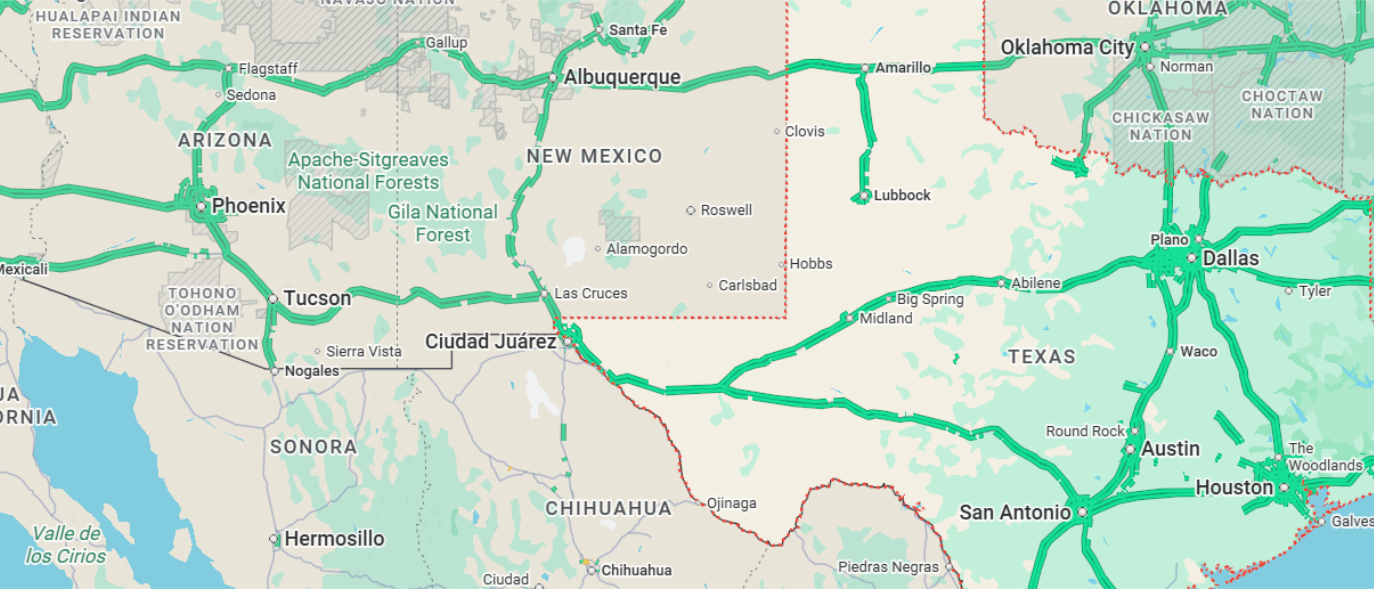 NAVAJO NATION
OKLAHOMA
HUALAPAI INDIAN
RESERVATION
Santa Fe
Gallup
Oklahoma City
Flagstaff
Albuquerque
Amarillo
Norman
Sedona
CHOCTAW
NATION
CHICKASAW
NATION
Clovis
ARIZONA
NEW MEXICO
Apache-Sitgreaves
National Forests
Lubbock
Phoenix
Roswell
Gila National
Forest
Plano
Alamogordo
Dallas
Hobbs
Mexicali
Abilene
Carlsbad
Tyler
TOHONO
O'ODHAM
NATION
RESERVATION
Tucson
Las Cruces
Big Spring
Midland
Ciudad Juárez
Sierra Vista
Waco
TEXAS
Nogales
Round Rock
SONORA
Austin
The
Woodlands
Houston
CHIHUAHUA
Ojinaga
San Antonio
Galves
Valle de
los Cirios
Hermosillo
Piedras Negras
Chihuahua
Ciudad
UA
ORNIA